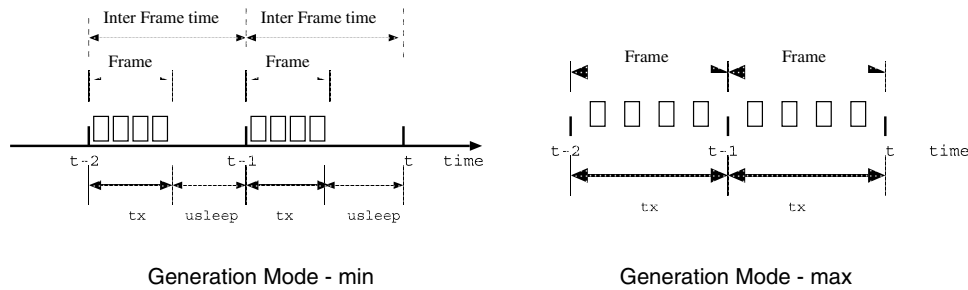 Inter Frame time Inter Frame time
Frame Frame
t-2 t-1 t time
tx usleep tx usleep
Generation Mode - min
Frame Frame
t-2 t-1 t time
tx tx
Generation Mode - max